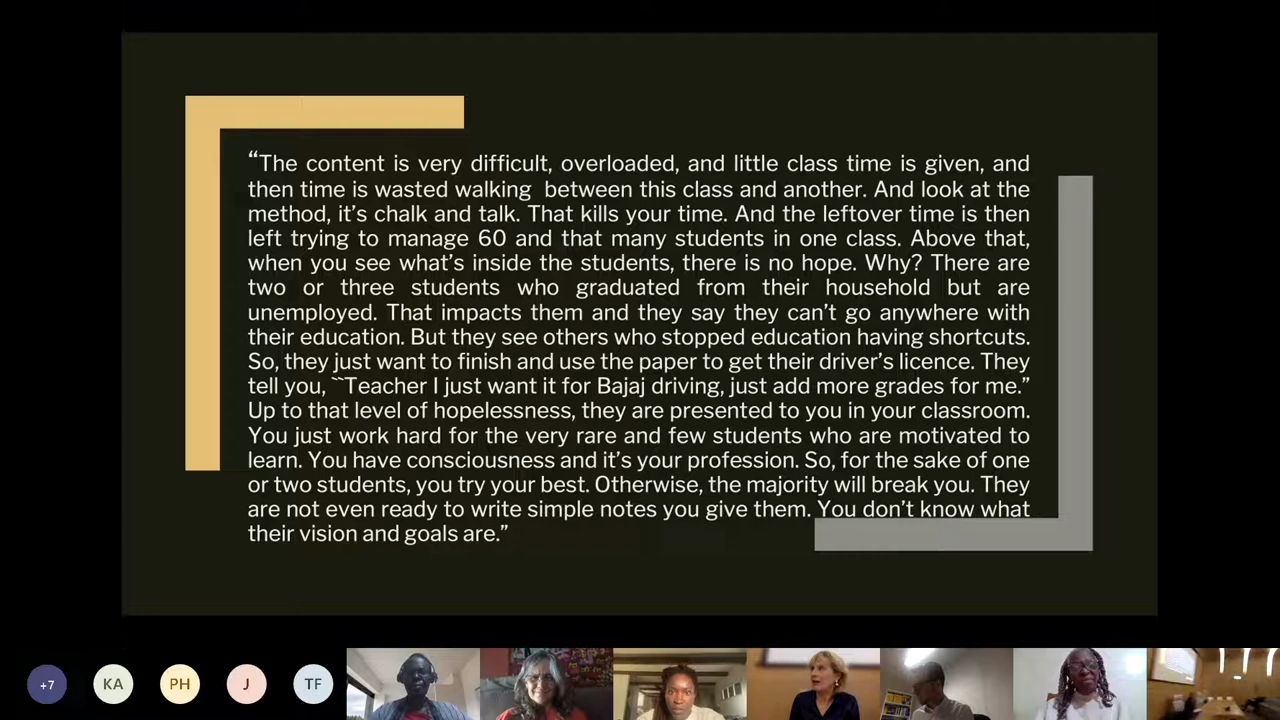 “The content is very difficult, overloaded, and little class time is given, and
then time is wasted walking  between this class and another. And look at the
method, it’s chalk and talk. That kills your time. And the leftover time is then
left trying to manage 60 and that many students in one class. Above that,
when you see what’s inside the students, there is no hope. Why? There are
two or three students who graduated from their household but are
unemployed. That impacts them and they say they can’t go anywhere with
their education. But they see others who stopped education having shortcuts.
So, they just want to finish and use the paper to get their driver’s licence. They
tell you, ``Teacher I just want it for Bajaj driving, just add more grades for me.”
Up to that level of hopelessness, they are presented to you in your classroom.
You just work hard for the very rare and few students who are motivated to
learn. You have consciousness and it’s your profession. So, for the sake of one
or two students, you try your best. Otherwise, the majority will break you. They
are not even ready to write simple notes you give them. You don’t know what
their vision and goals are.”
+7 KA PH J TF